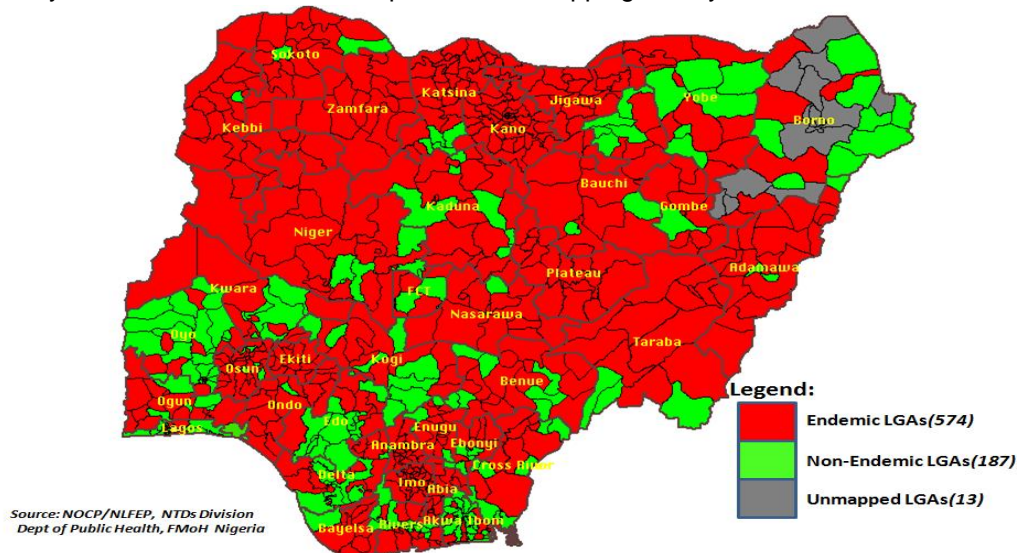 Sokoto
Katsina
Jigawa
Yobe
Borno
Kebbi
Zamfara
Kano
Bauchi
Kaduna
Gombe
Niger
Plateau
Adamawa
Kwara
FCT
Nasarawa
Taraba
Oyo
Osun
Ekiti
Kogi
Benue
Ogun
Ondo
Lagos
Edo
Enugu
Anambra
Ebonyi
Cross River
Delta
Imo
Abia
Bayelsa
Rivers
Akwa Ibom
Legend:
Endemic LGAs(574)
Non-Endemic LGAs(187)
Unmapped LGAs(13)
Source: NOCP/NLFEP, NTDs Division
Dept of Public Health, FMoH Nigeria